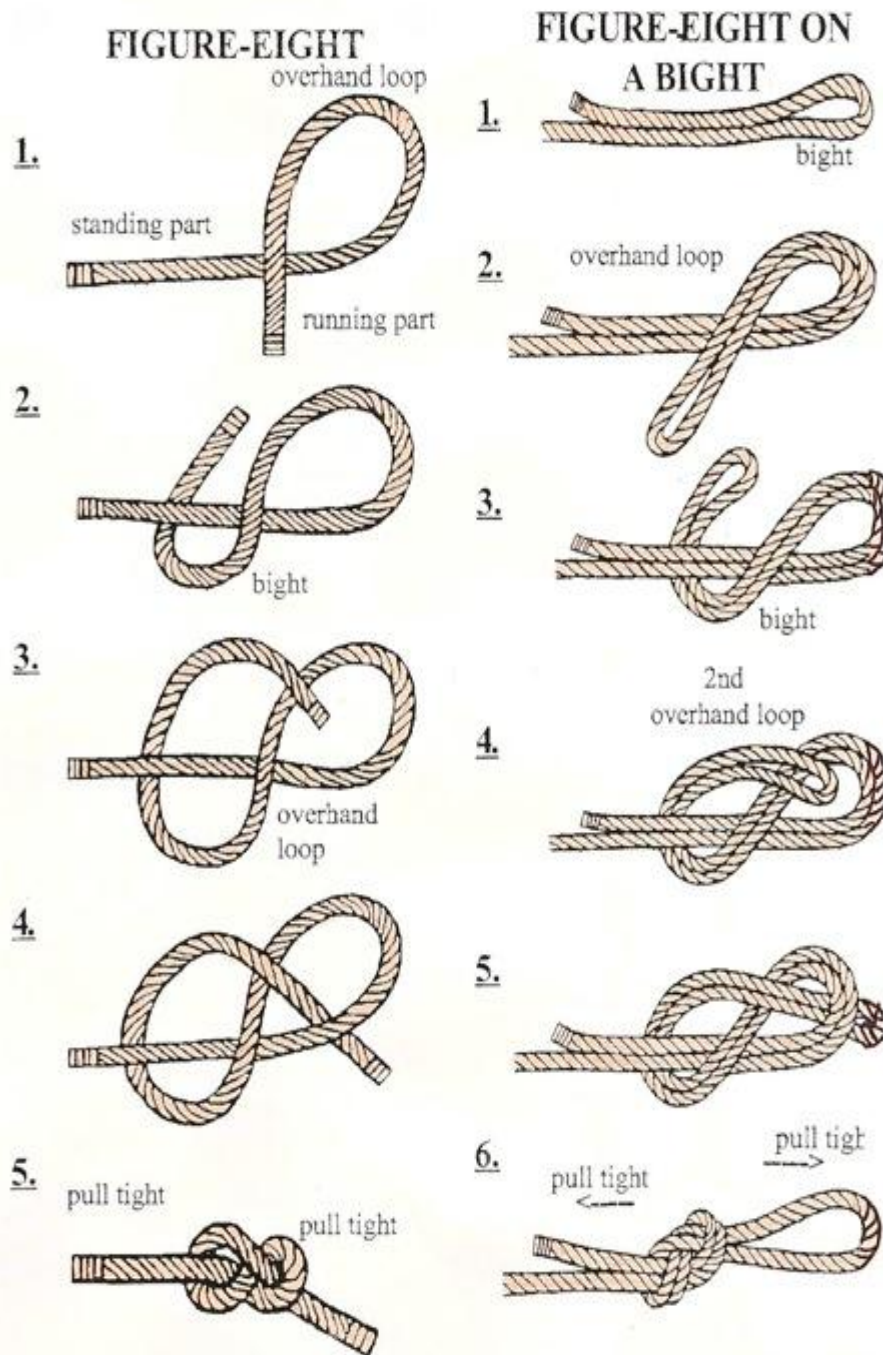 FIGURE-EIGHT
overhand loop
1.
standing part
running part
2.
bight
3.
overhand
loop
4.
5.
pull tight
pull tight
FIGURE-EIGHT ON
A BIGHT
1.
bight
2.
overhand loop
3.
bight
2nd
overhand loop
4.
5.
6.
pull tight
pull tigh